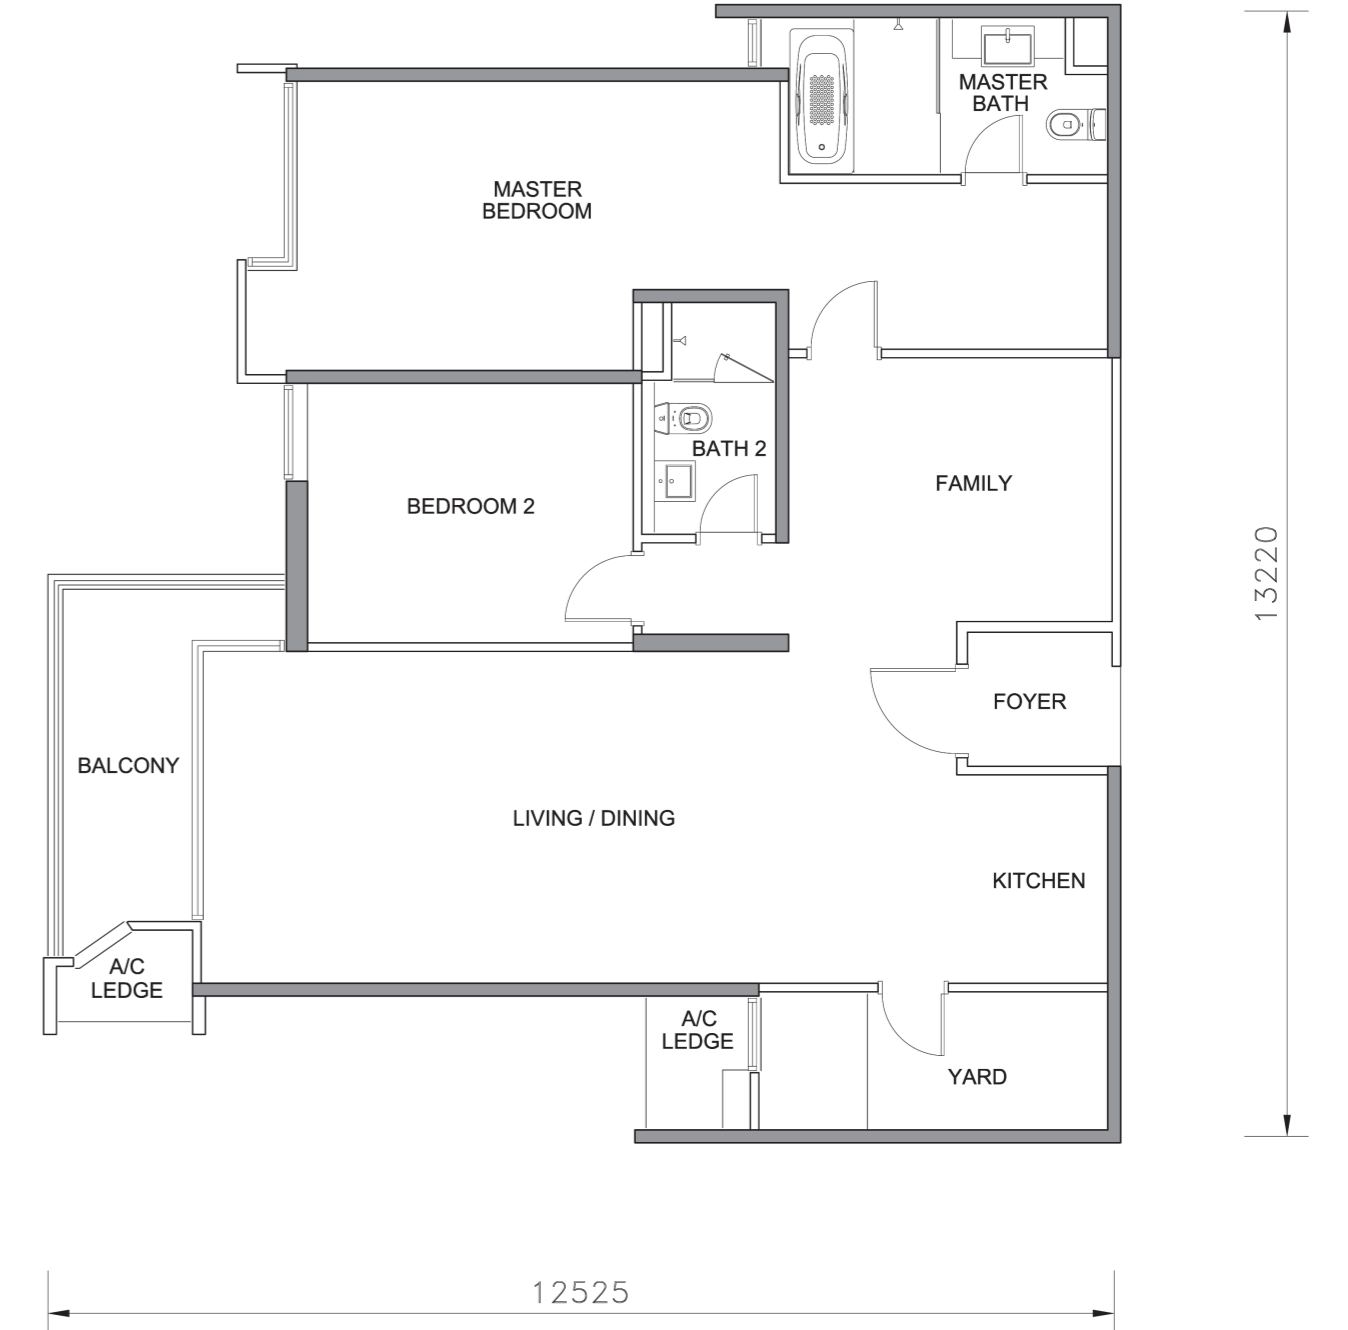 MASTER
BATH
MASTER
BEDROOM
BATH 2
FAMILY
BEDROOM 2
13220
FOYER
BALCONY
LIVING / DINING
KITCHEN
A/C
LEDGE
A/C
LEDGE
YARD
12525